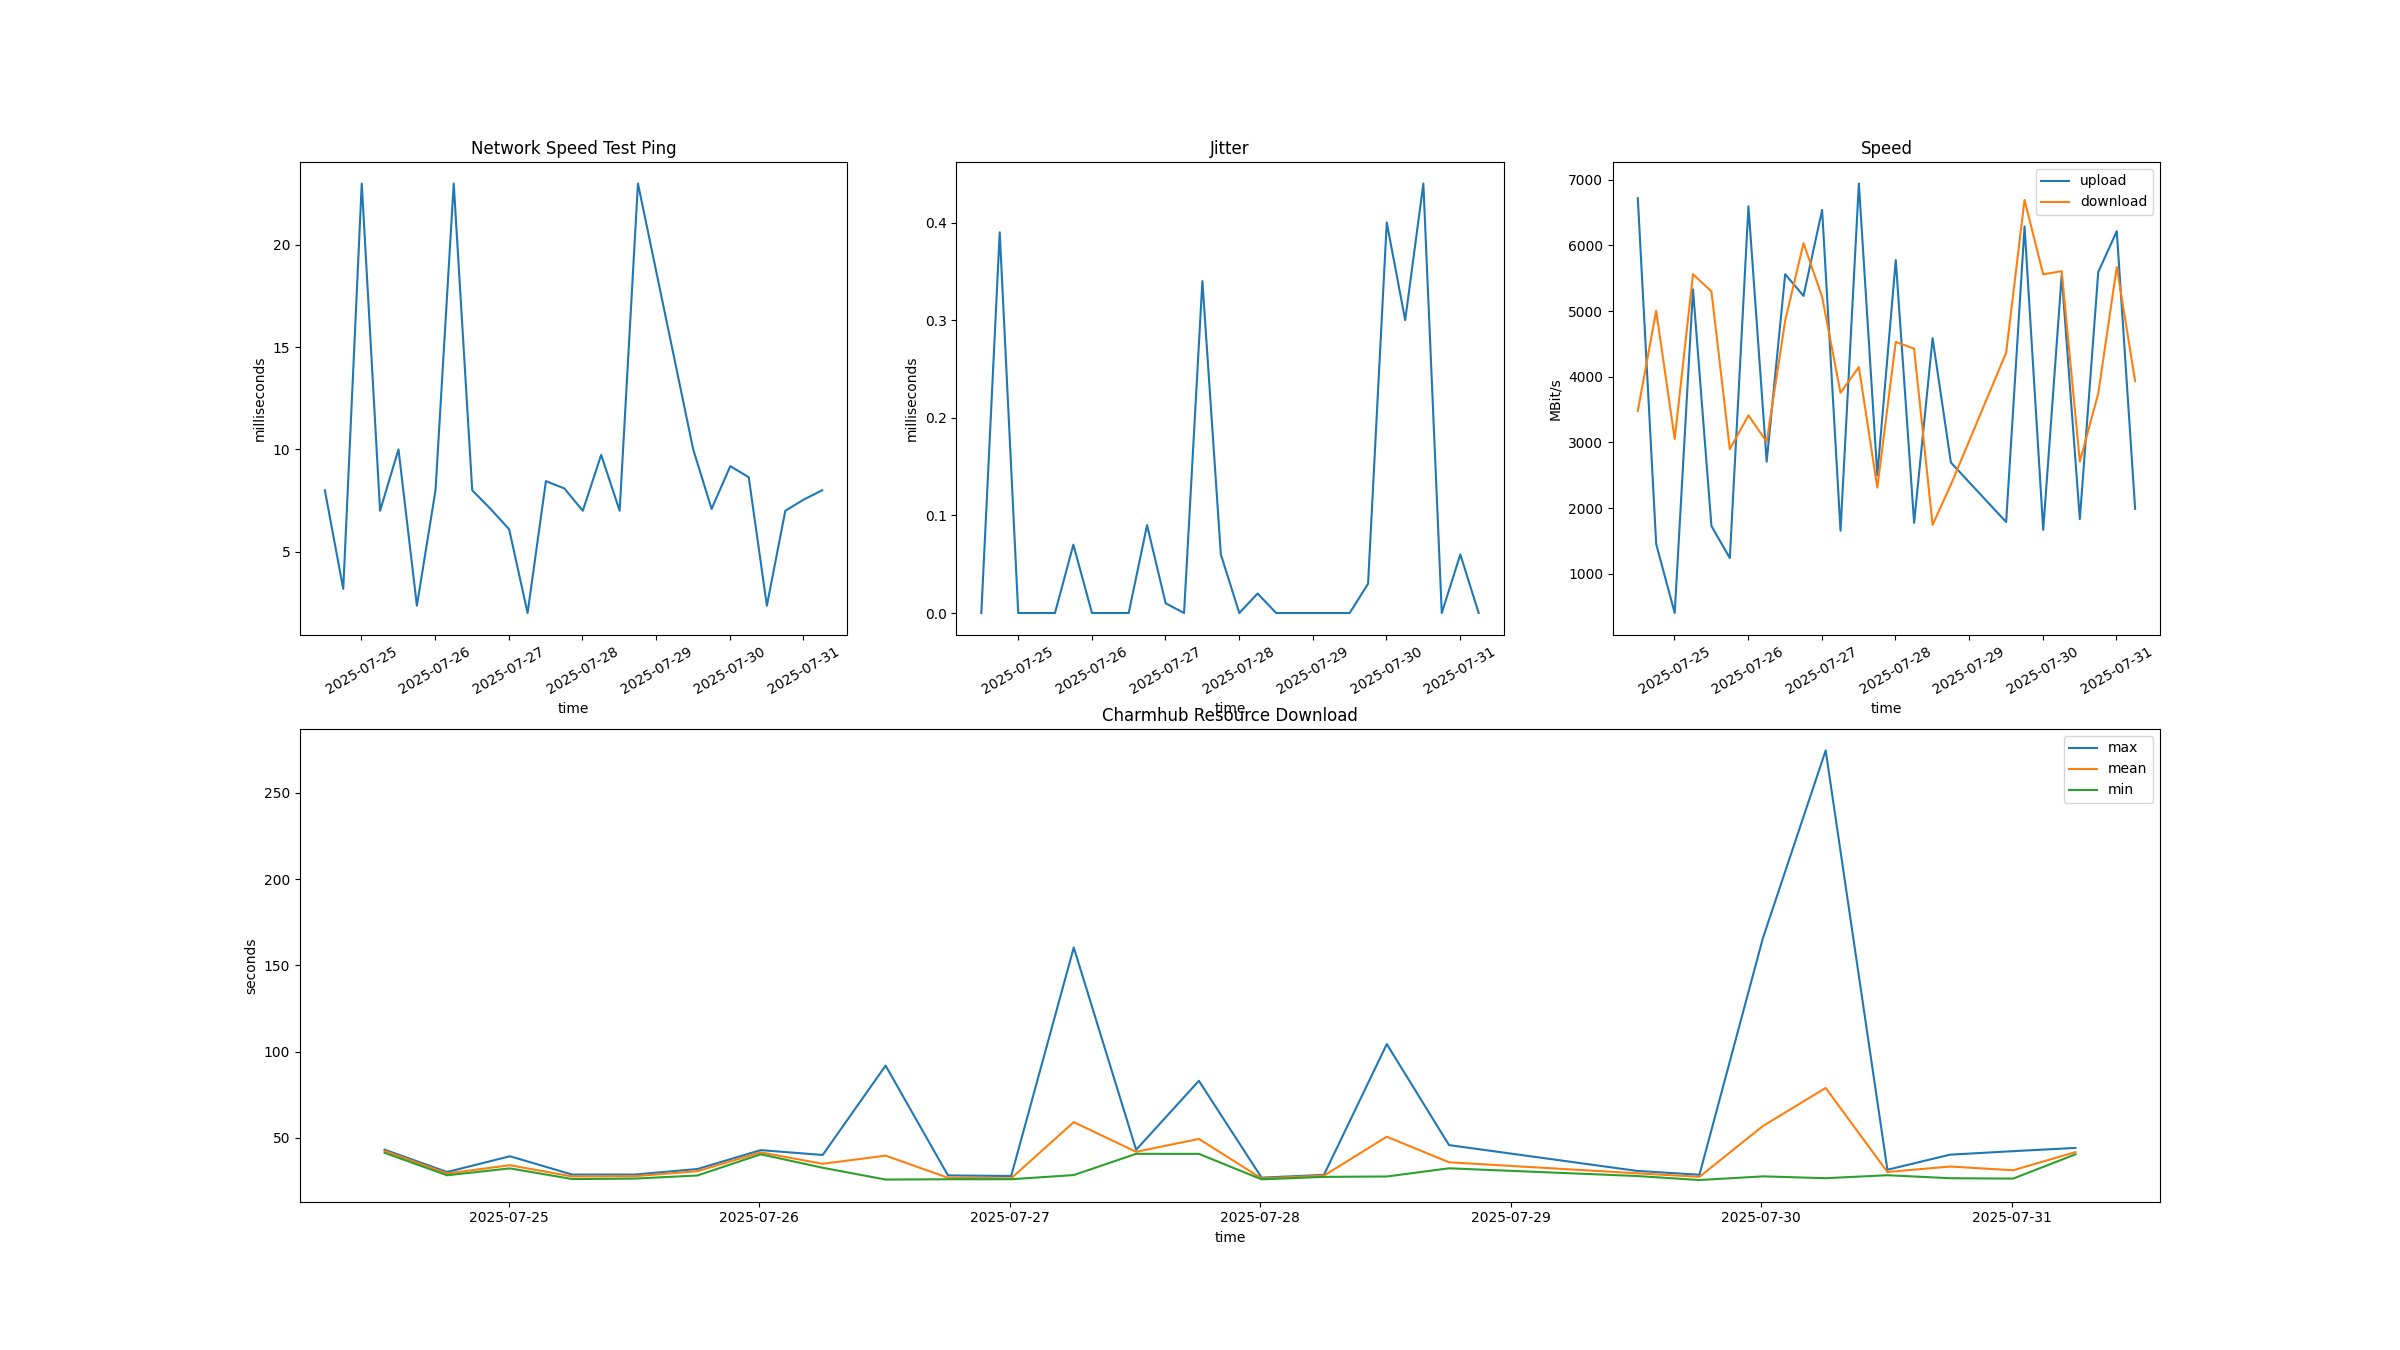 Network Speed Test Ping
milliseconds
20
15
10
5
2025-07-25
2025-07-26
2025-07-27
2025-07-28
2025-07-29
2025-07-30
2025-07-31
time
Jitter
milliseconds
0.4
0.3
0.2
0.1
0.0
2025-07-25
2025-07-26
2025-07-27
2025-07-28
2025-07-29
2025-07-30
2025-07-31
time
Speed
MBit/s
7000
6000
5000
4000
3000
2000
1000
upload
download
2025-07-25
2025-07-26
2025-07-27
2025-07-28
2025-07-29
2025-07-30
2025-07-31
time
Charmhub Resource Download
seconds
250
200
150
100
50
max
mean
min
2025-07-25
2025-07-26
2025-07-27
2025-07-28
2025-07-29
2025-07-30
2025-07-31
time